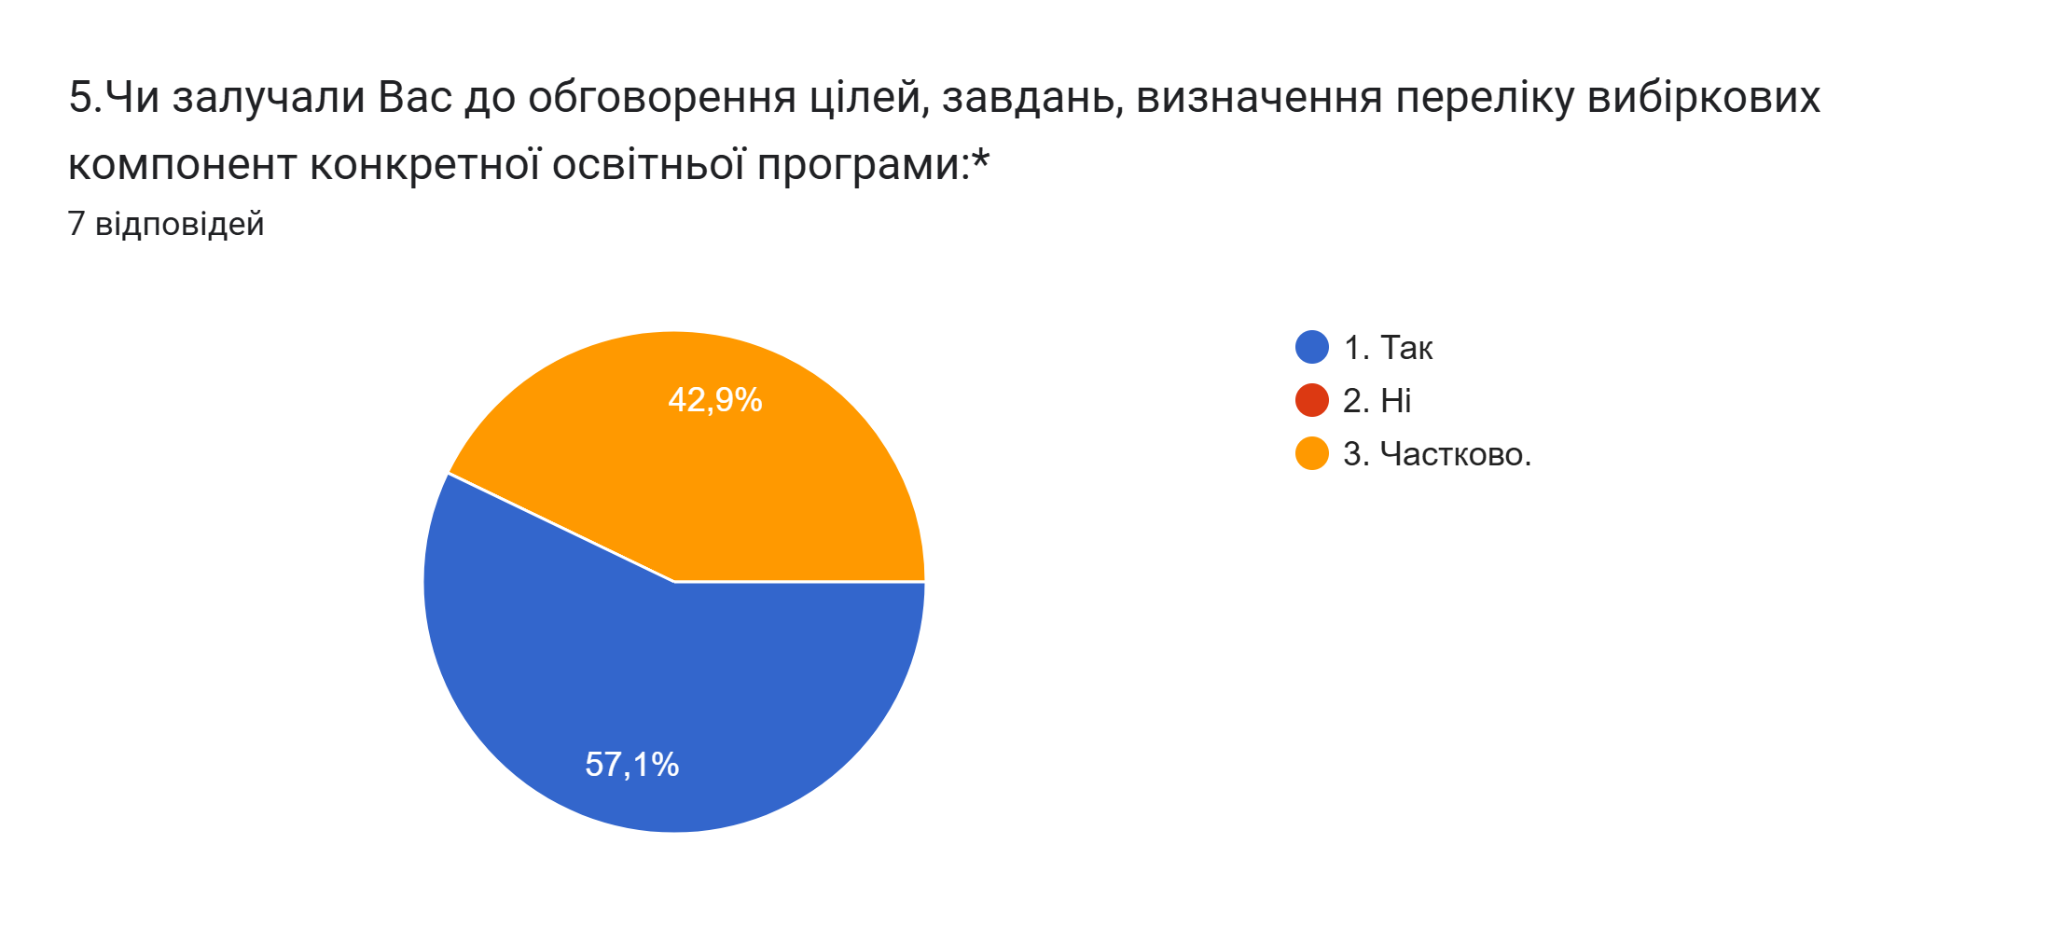 5.Чи залучали Вас до обговорення цілей, завдань, визначення переліку вибіркових
компонент конкретної освітньої програми:*
7 відповідей
1. Так
2. Ні
3. Частково.
42,9%
57,1%